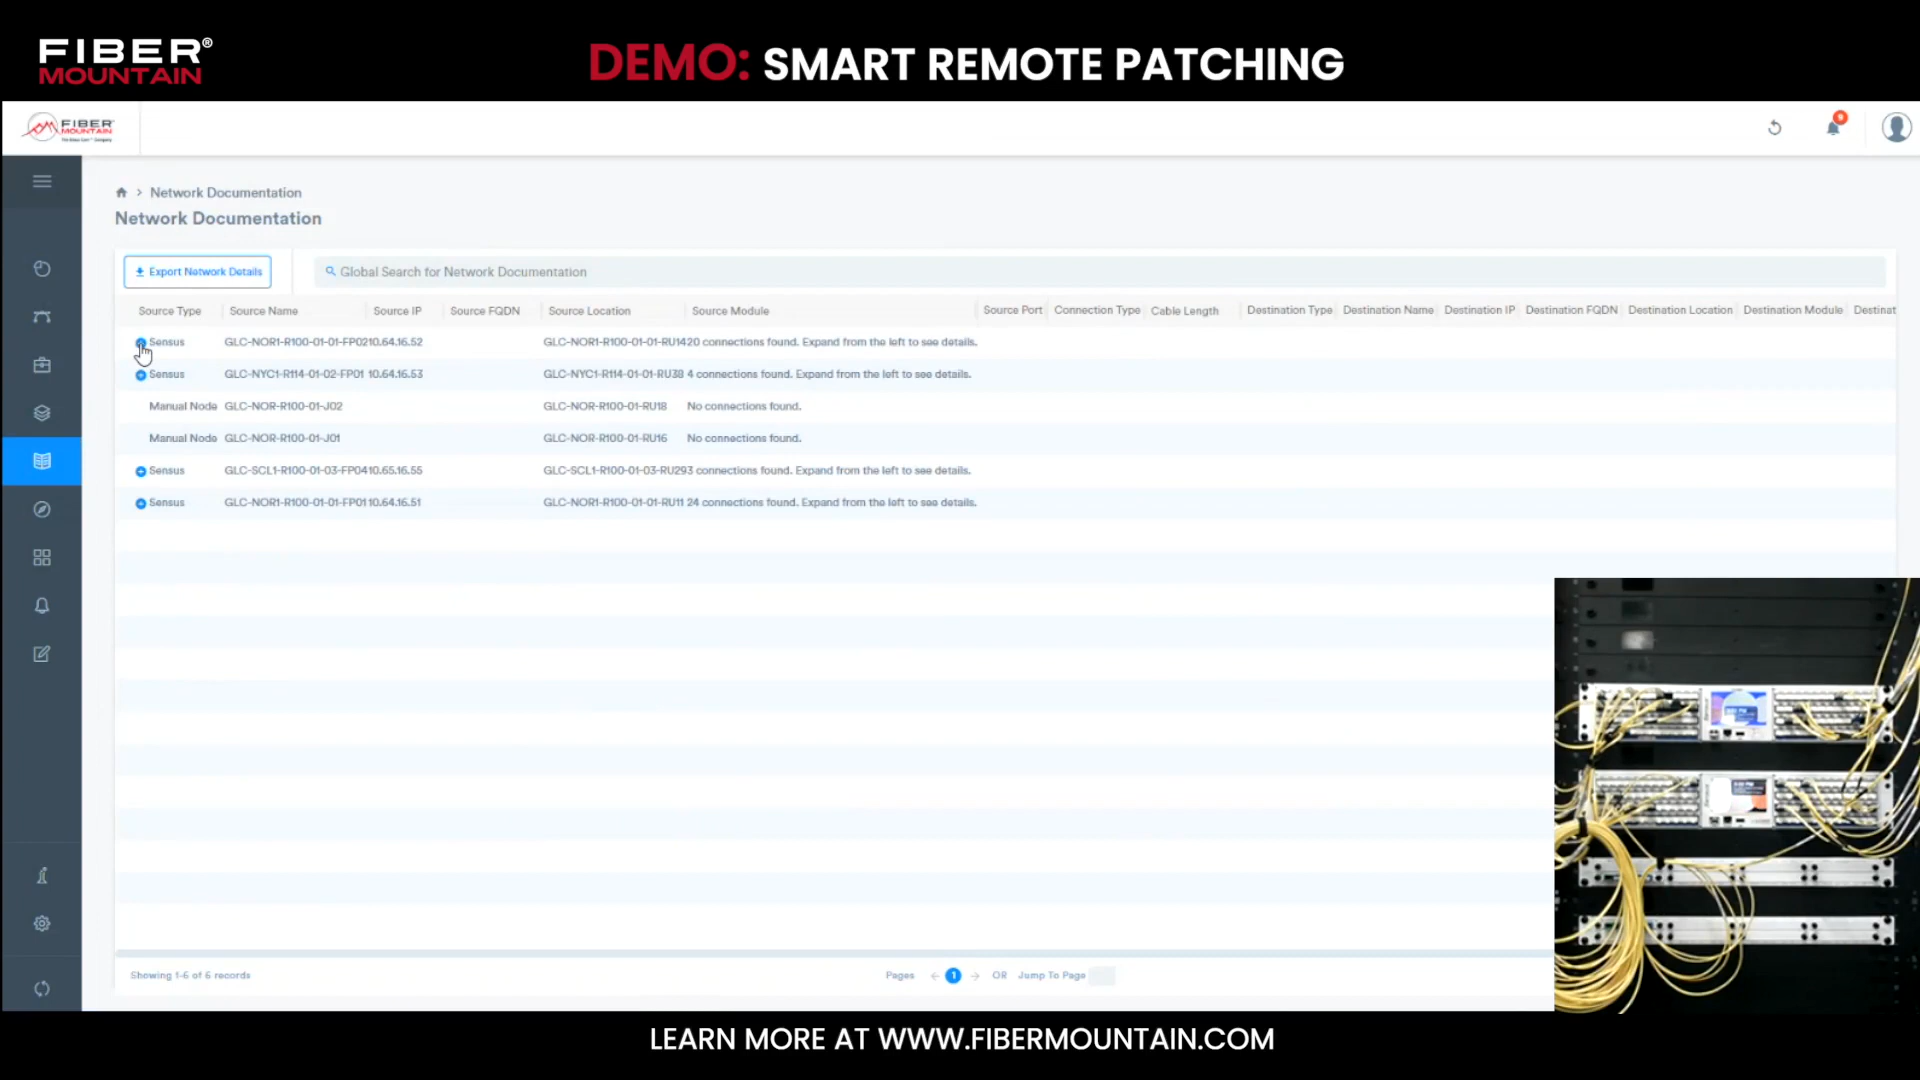 FIBER®
MOUNTAIN
DEMO: SMART REMOTE PATCHING
FIBER
MOUNTAIN
9
> Network Documentation
Network Documentation
Export Network Details
Global Search for Network Documentation
Source Type Source Name Source IP Source FQDN Source Location Source Module Source Port Connection Type Cable Length Destination Type Destination Name Destination IP Destination FQDN Destination Location Destination Module Destinat
Sensus GLC-NOR1-R100-01-01-FP0210.64.16.52 GLC-NOR1-R100-01-01-RU1420 connections found. Expand from the left to see details.
Sensus GLC-NYC1-R114-01-02-FP01 10.64.16.53 GLC-NYC1-R114-01-01-RU38 4 connections found. Expand from the left to see details.
Manual Node GLC-NOR-R100-01-J02 GLC-NOR-R100-01-RU18 No connections found.
Manual Node GLC-NOR-R100-01-J01 GLC-NOR-R100-01-RU16 No connections found.
Sensus GLC-SCL1-R100-01-03-FP0410.65.16.55 GLC-SCL1-R100-01-03-RU293 connections found. Expand from the left to see details.
Sensus GLC-NOR1-R100-01-01-FP0110.64.16.51 GLC-NOR1-R100-01-01-RU11 24 connections found. Expand from the left to see details.
Showing 1-6 of 6 records
Pages 1 OR Jump To Page
LEARN MORE AT WWW.FIBERMOUNTAIN.COM